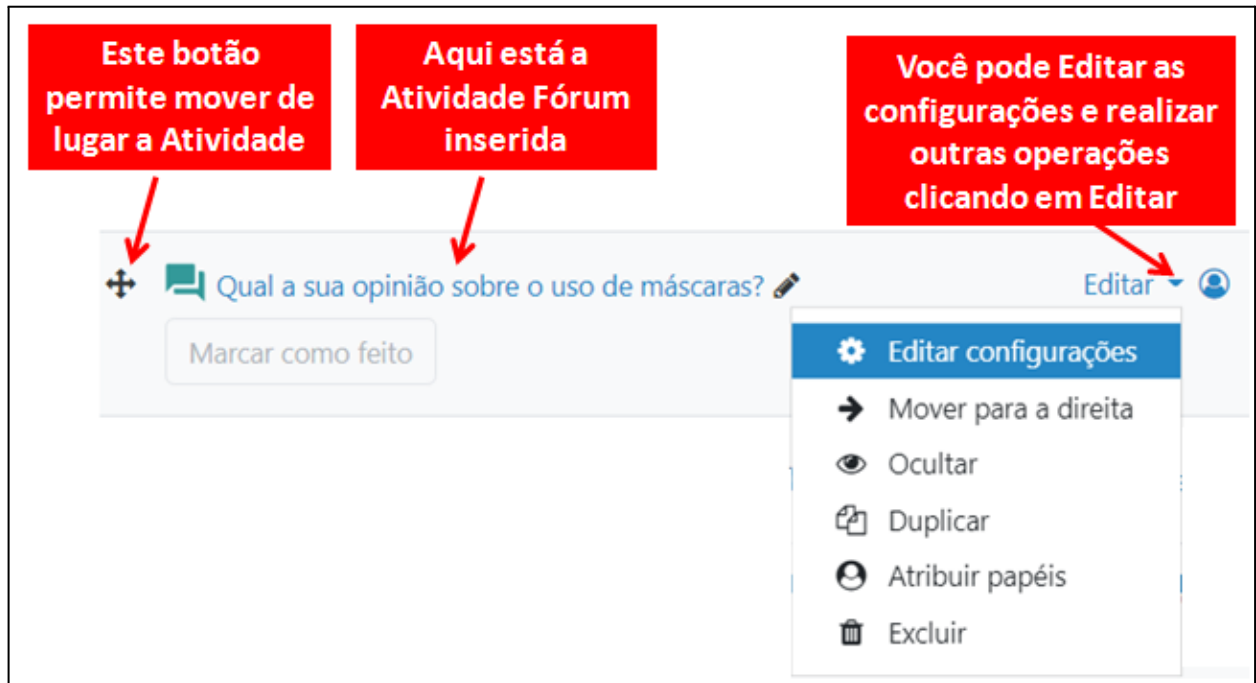 Este botão
permite mover de
lugar a Atividade
Aqui está a
Atividade Fórum
inserida
Você pode Editar as
configurações e realizar
outras operações
clicando em Editar
Qual a sua opinião sobre o uso de máscaras?
Editar
Marcar como feito
Editar configurações
Mover para a direita
Ocultar
Duplicar
Atribuir papéis
Excluir